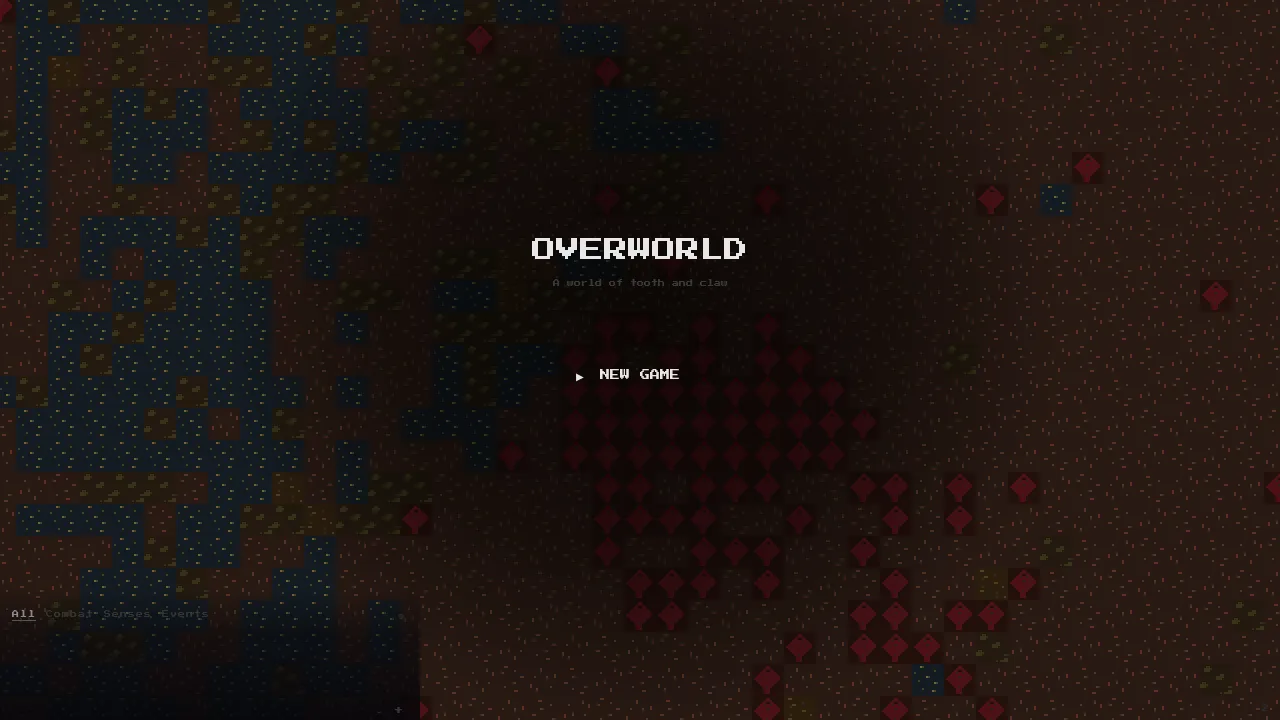 OVERWORLD
A world of tooth and claw
▶ NEW GAME
All Combat Senses Events
+